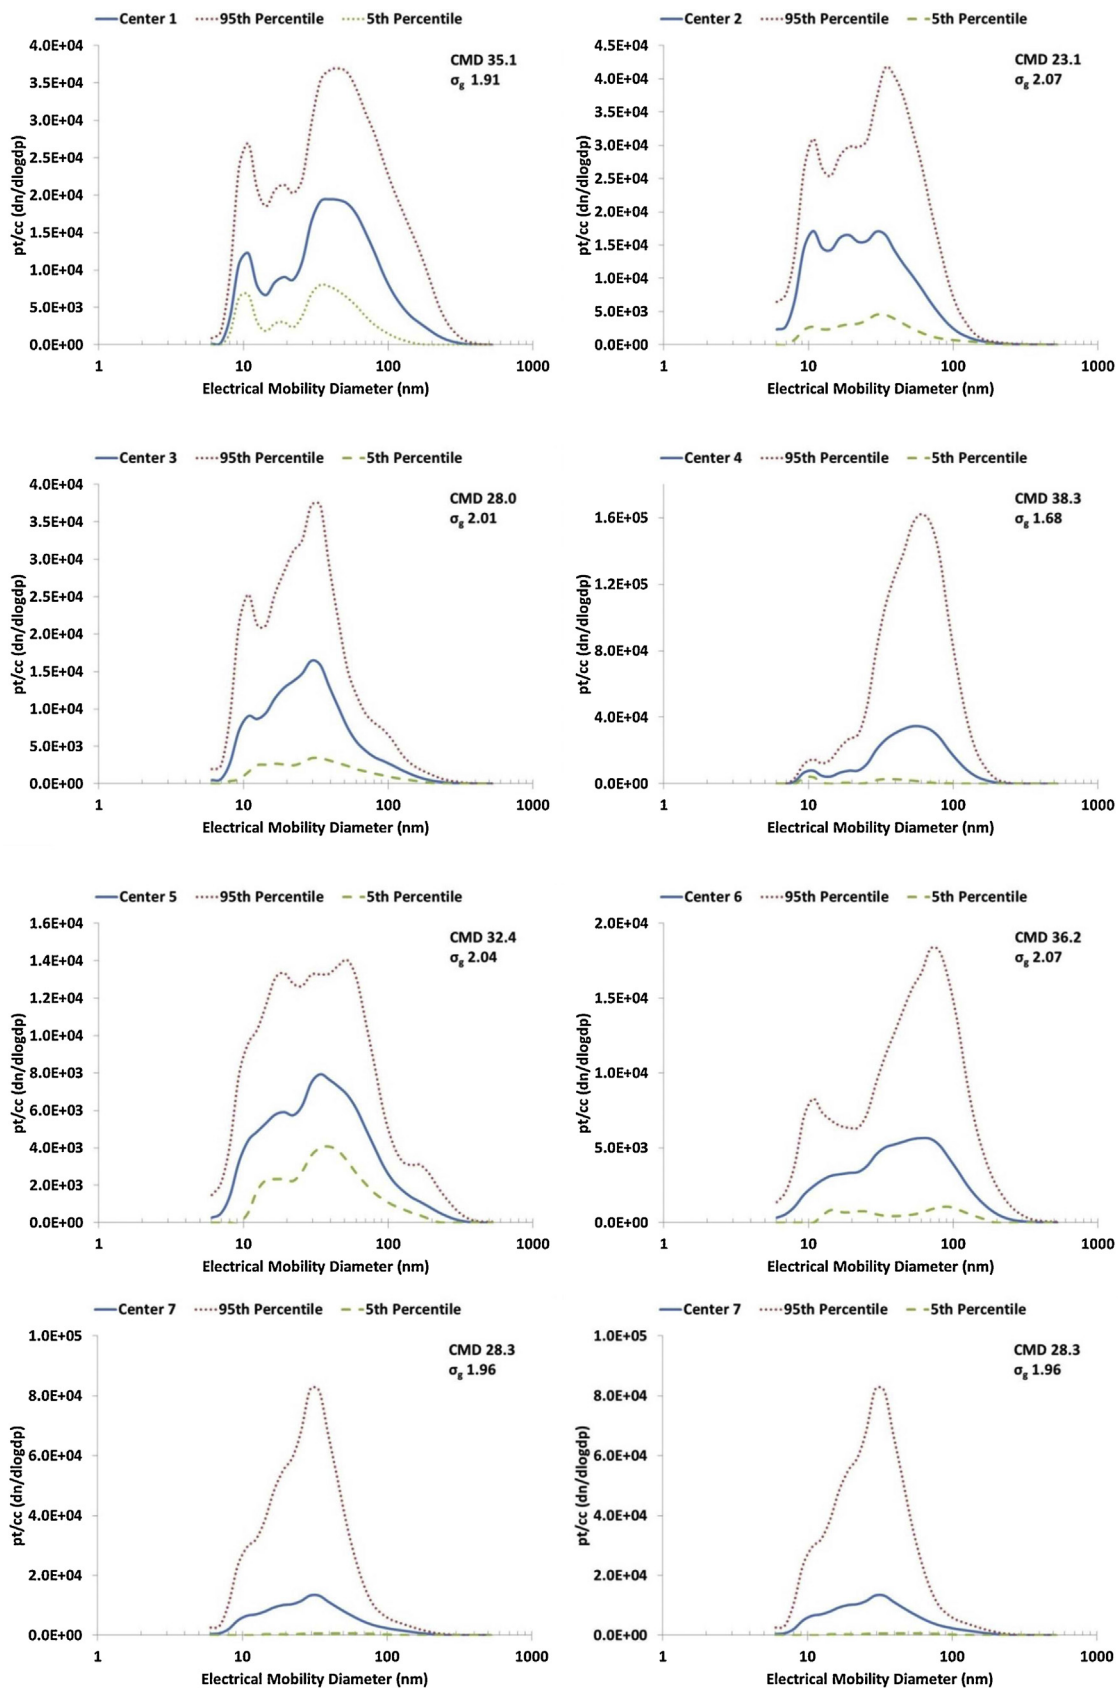 Center 1 95th Percentile 5th Percentile
CMD 35.1
σg 1.91
pt/cc (dn/dlogdp)
4.0E+04
3.5E+04
3.0E+04
2.5E+04
2.0E+04
1.5E+04
1.0E+04
5.0E+03
0.0E+00
1 10 100 1000
Electrical Mobility Diameter (nm)
Center 2 95th Percentile 5th Percentile
CMD 23.1
σg 2.07
pt/cc (dn/dlogdp)
4.5E+04
4.0E+04
3.5E+04
3.0E+04
2.5E+04
2.0E+04
1.5E+04
1.0E+04
5.0E+03
0.0E+00
1 10 100 1000
Electrical Mobility Diameter (nm)
Center 3 95th Percentile 5th Percentile
CMD 28.0
σg 2.01
pt/cc (dn/dlogdp)
4.0E+04
3.5E+04
3.0E+04
2.5E+04
2.0E+04
1.5E+04
1.0E+04
5.0E+03
0.0E+00
1 10 100 1000
Electrical Mobility Diameter (nm)
Center 4 95th Percentile 5th Percentile
CMD 38.3
σg 1.68
pt/cc (dn/dlogdp)
1.6E+05
1.2E+05
8.0E+04
4.0E+04
0.0E+00
1 10 100 1000
Electrical Mobility Diameter (nm)
Center 5 95th Percentile 5th Percentile
CMD 32.4
σg 2.04
pt/cc (dn/dlogdp)
1.6E+04
1.4E+04
1.2E+04
1.0E+04
8.0E+03
6.0E+03
4.0E+03
2.0E+03
0.0E+00
1 10 100 1000
Electrical Mobility Diameter (nm)
Center 6 95th Percentile 5th Percentile
CMD 36.2
σg 2.07
pt/cc (dn/dlogdp)
2.0E+04
1.5E+04
1.0E+04
5.0E+03
0.0E+00
1 10 100 1000
Electrical Mobility Diameter (nm)
Center 7 95th Percentile 5th Percentile
CMD 28.3
σg 1.96
pt/cc (dn/dlogdp)
1.0E+05
8.0E+04
6.0E+04
4.0E+04
2.0E+04
0.0E+00
1 10 100 1000
Electrical Mobility Diameter (nm)
Center 7 95th Percentile 5th Percentile
CMD 28.3
σg 1.96
pt/cc (dn/dlogdp)
1.0E+05
8.0E+04
6.0E+04
4.0E+04
2.0E+04
0.0E+00
1 10 100 1000
Electrical Mobility Diameter (nm)